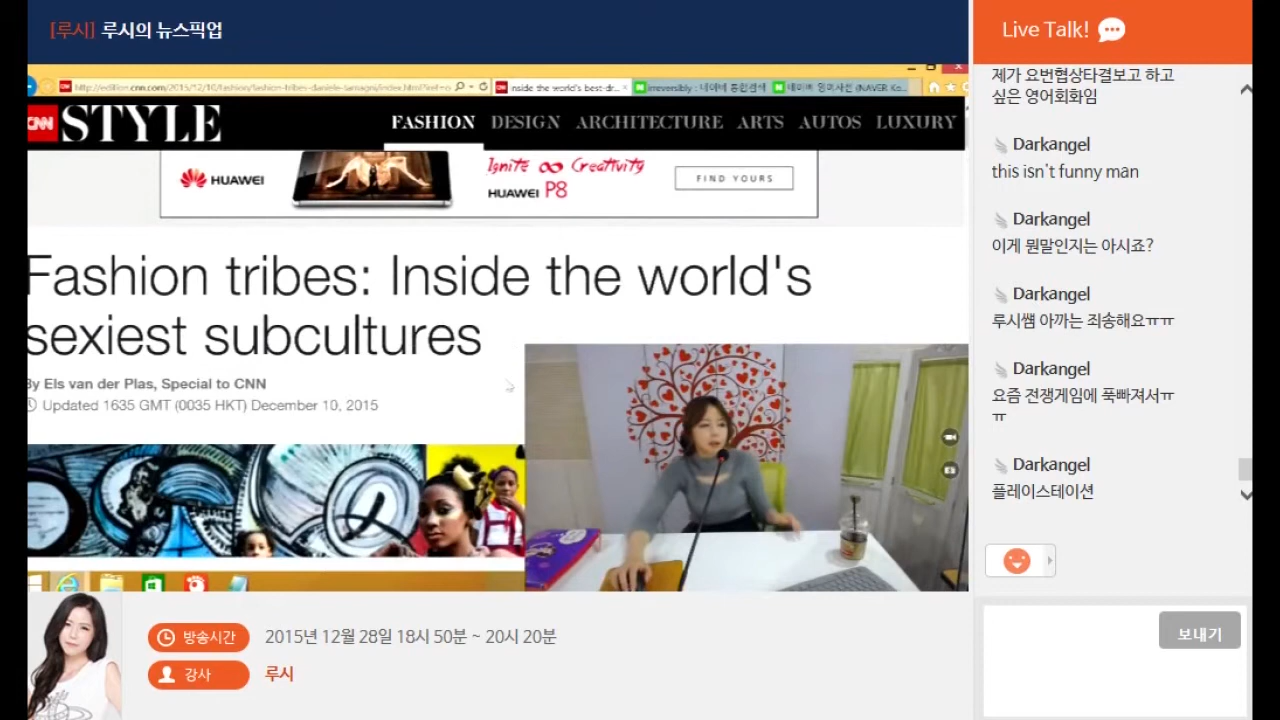 [루시] 루시의 뉴스픽업
Live Talk!
제가 요번협상타결보고 하고
싶은 영어회화임
Darkangel
this isn't funny man
Darkangel
이게 뭔말인지는 아시죠?
Darkangel
루시쌤 아까는 죄송해요ㅠㅠ
Darkangel
요즘 전쟁게임에 푹빠져서ㅠ
ㅠ
Darkangel
플레이스테이션
보내기
CNN STYLE
FASHION DESIGN ARCHITECTURE ARTS AUTOS LUXURY
HUAWEI
Ignite Creativity
HUAWEI P8
FIND YOURS
Fashion tribes: Inside the world's
sexiest subcultures
By Els van der Plas, Special to CNN
Updated 1635 GMT (0035 HKT) December 10, 2015
방송시간 2015년 12월 28일 18시 50분 ~ 20시 20분
강사 루시